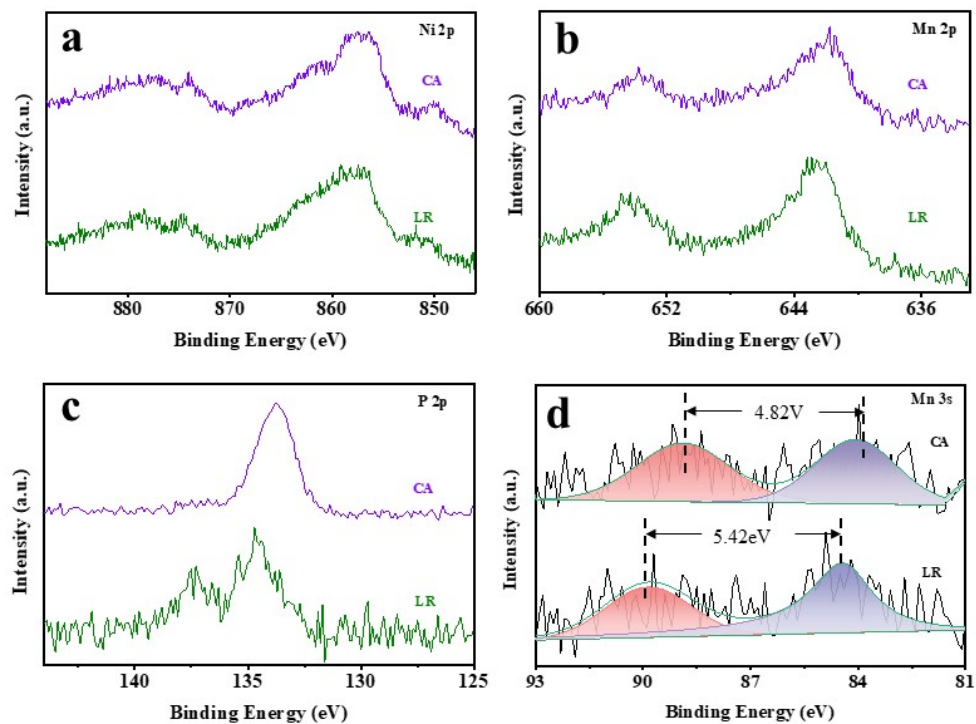 a
Ni 2p
CA
LR
Intensity (a.u.)
880
870
860
850
Binding Energy (eV)
b
Mn 2p
CA
LR
Intensity (a.u.)
660
652
644
636
Binding Energy (eV)
c
P 2p
CA
LR
Intensity (a.u.)
140
135
130
125
Binding Energy (eV)
d
Mn 3s
4.82V
CA
5.42eV
LR
Intensity (a.u.)
93
90
87
84
81
Binding Energy (eV)